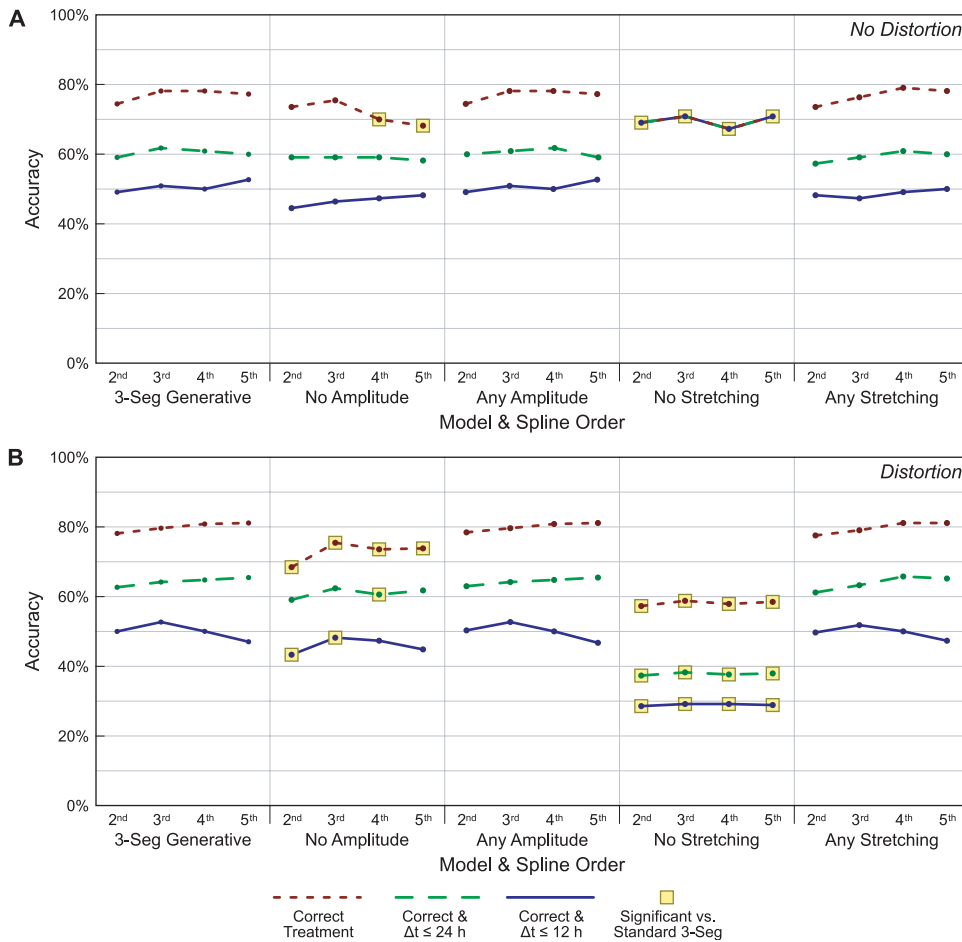 A
No Distortion
100%
80%
60%
40%
20%
0%
Accuracy
2nd 3rd 4th 5th 2nd 3rd 4th 5th 2nd 3rd 4th 5th 2nd 3rd 4th 5th 2nd 3rd 4th 5th
3-Seg Generative No Amplitude Any Amplitude No Stretching Any Stretching
Model & Spline Order
B
Distortion
100%
80%
60%
40%
20%
0%
Accuracy
2nd 3rd 4th 5th 2nd 3rd 4th 5th 2nd 3rd 4th 5th 2nd 3rd 4th 5th 2nd 3rd 4th 5th
3-Seg Generative No Amplitude Any Amplitude No Stretching Any Stretching
Model & Spline Order
Correct
Treatment
Correct &
Δt ≤ 24 h
Correct &
Δt ≤ 12 h
Significant vs.
Standard 3-Seg